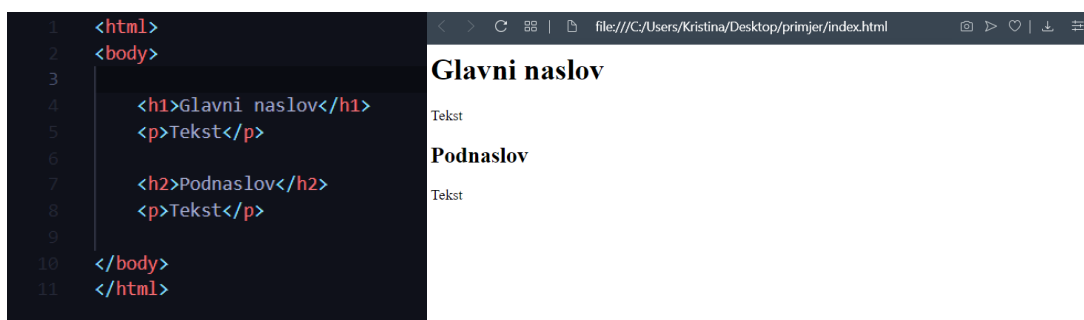 1 <html>
2 <body>
3
4 <h1>Glavni naslov</h1>
5 <p>Tekst</p>
6
7 <h2>Podnaslov</h2>
8 <p>Tekst</p>
9
10 </body>
11 </html>
file:///C:/Users/Kristina/Desktop/primjer/index.html
Glavni naslov
Tekst
Podnaslov
Tekst